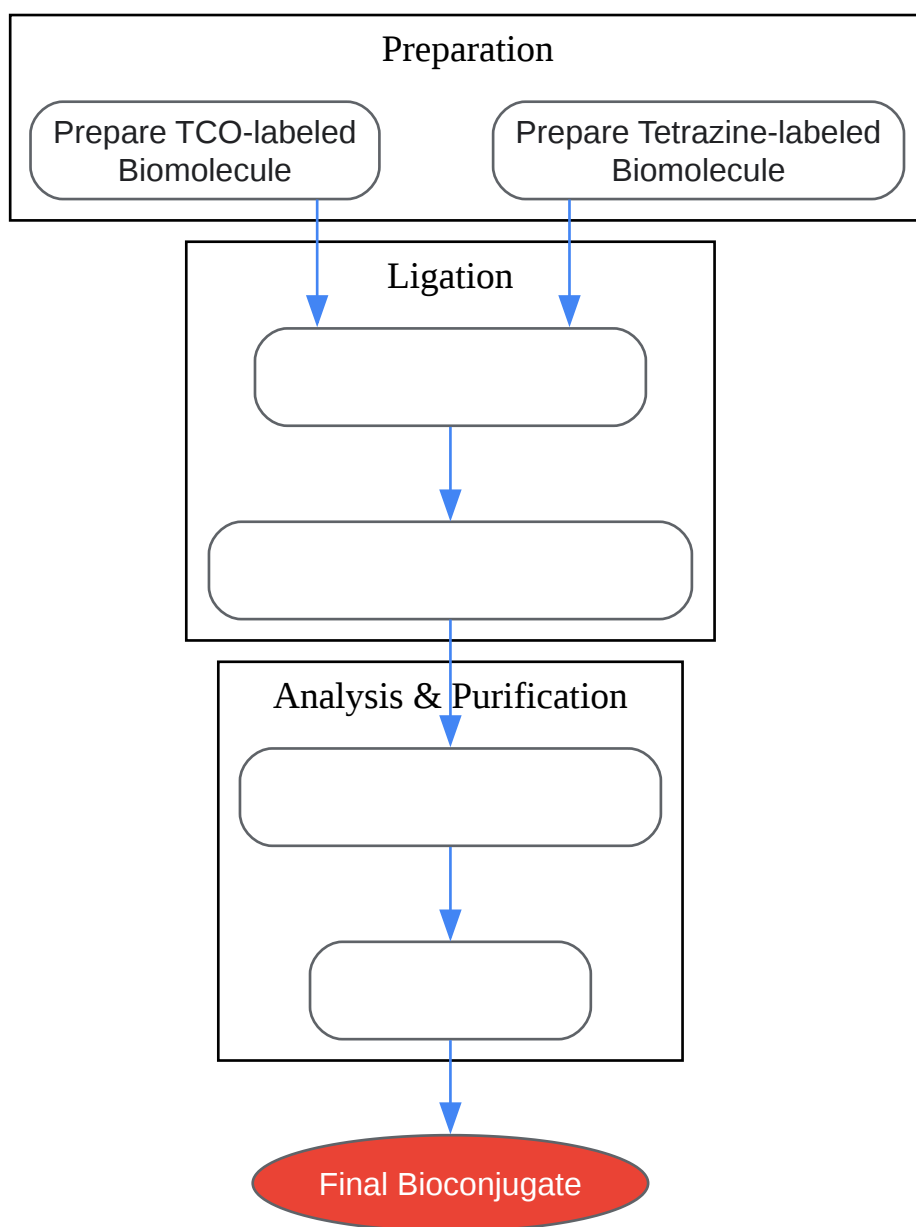 Preparation
Prepare TCO-labeled
Biomolecule
Prepare Tetrazine-labeled
Biomolecule
Ligation
Analysis & Purification
Final Bioconjugate